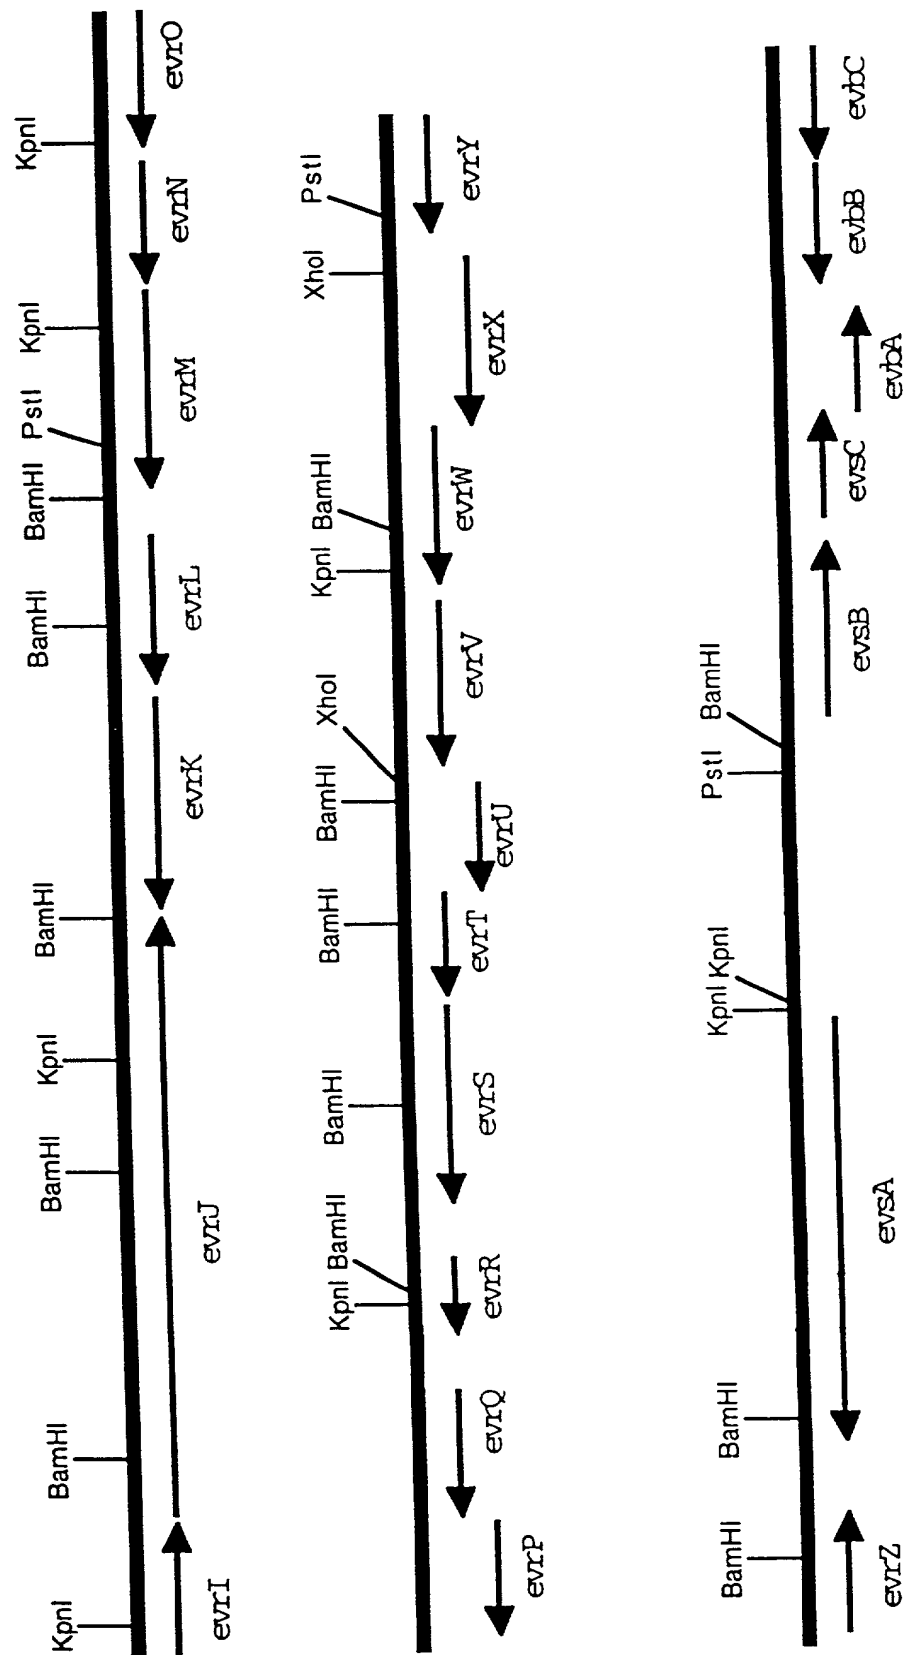 KpnI BamHI BamHI KpnI BamHI BamHI BamHI PstI KpnI KpnI
evrI evrJ evrK evrL evrM evrN evrO
KpnI BamHI BamHI BamHI BamHI XhoI KpnI BamHI XhoI PstI
evrP evrQ evrR evrS evrT evrU evrV evrW evrX evrY
BamHI BamHI KpnI KpnI PstI BamHI
evrZ evsA evsB evsC evbA evbB evbC